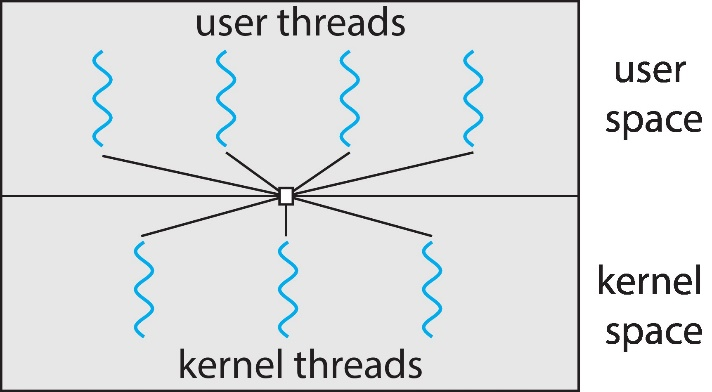 user threads
user
space
kernel
space
kernel threads